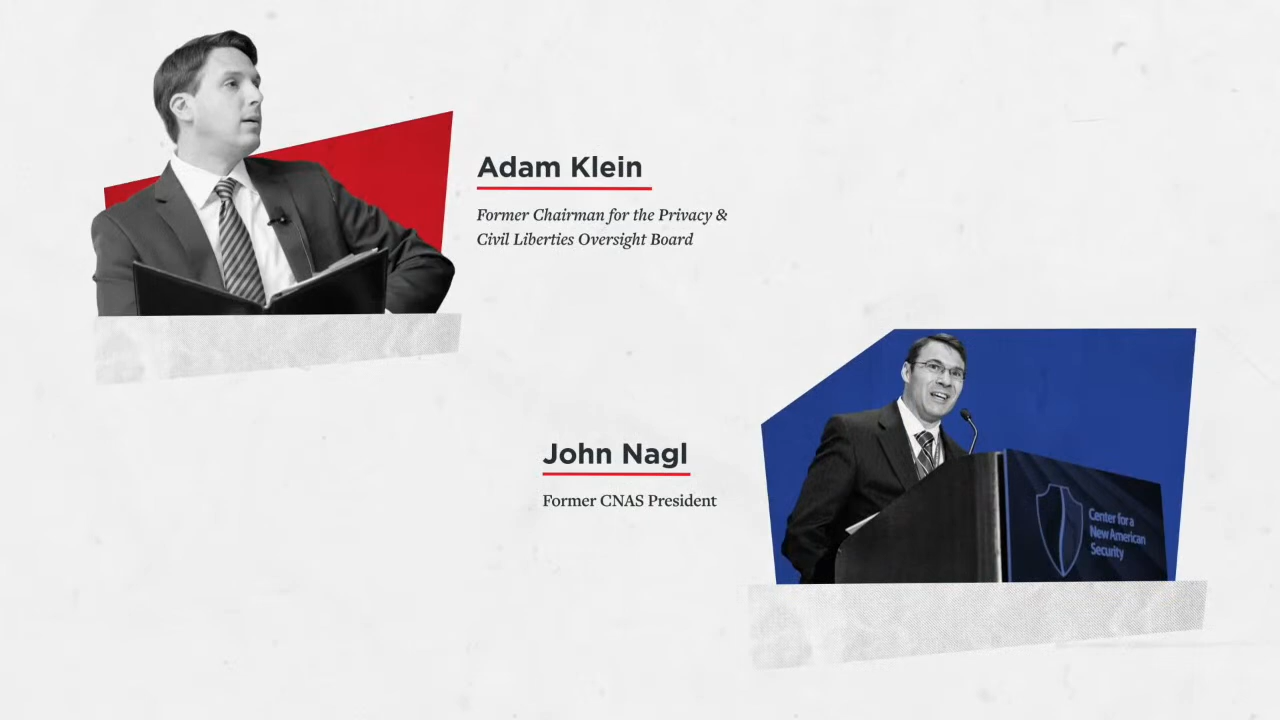 Adam Klein
Former Chairman for the Privacy &
Civil Liberties Oversight Board
John Nagl
Former CNAS President
Center for a
New American
Security